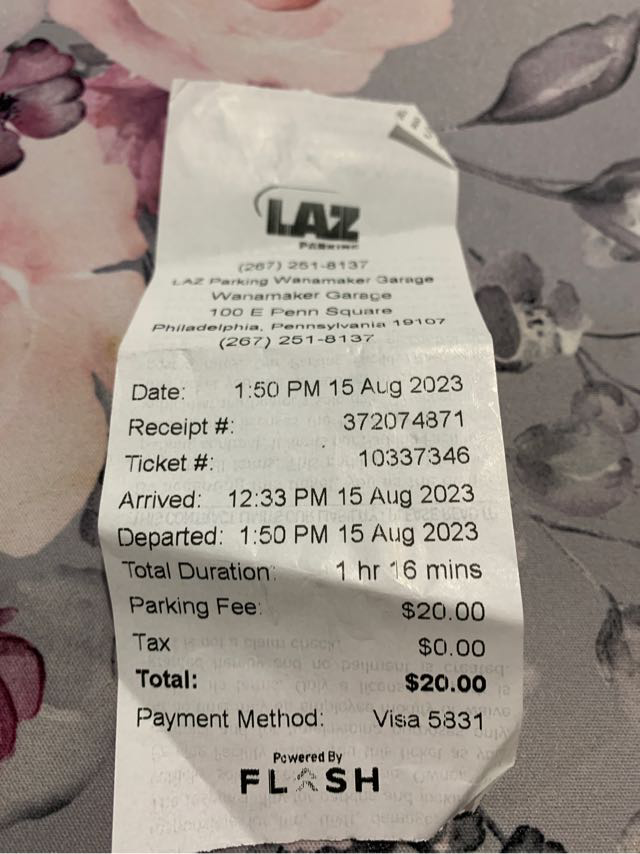 LAZ
PARKING
(267) 251-8137
LAZ Parking Wanamaker Garage
Wanamaker Garage
100 E Penn Square
Philadelphia, Pennsylvania 19107
(267) 251-8137
Date: 1:50 PM 15 Aug 2023
Receipt #: 372074871
Ticket #: 10337346
Arrived: 12:33 PM 15 Aug 2023
Departed: 1:50 PM 15 Aug 2023
Total Duration: 1 hr 16 mins
Parking Fee: $20.00
Tax $0.00
Total: $20.00
Payment Method: Visa 5831
Powered By
FLASH